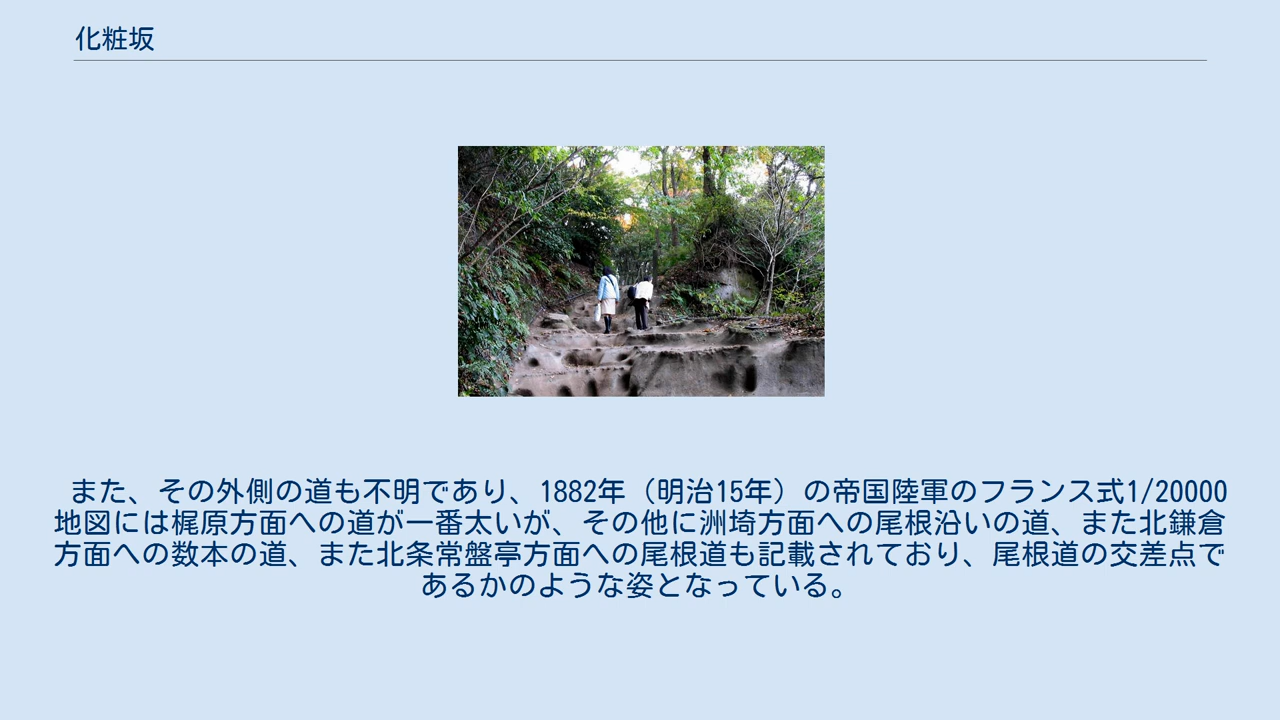 化粧坂
また、その外側の道も不明であり、1882年（明治15年）の帝国陸軍のフランス式1/20000
地図には梶原方面への道が一番太いが、その他に洲埼方面への尾根沿いの道、また北鎌倉
方面への数本の道、また北条常盤亭方面への尾根道も記載されており、尾根道の交差点で
あるかのような姿となっている。